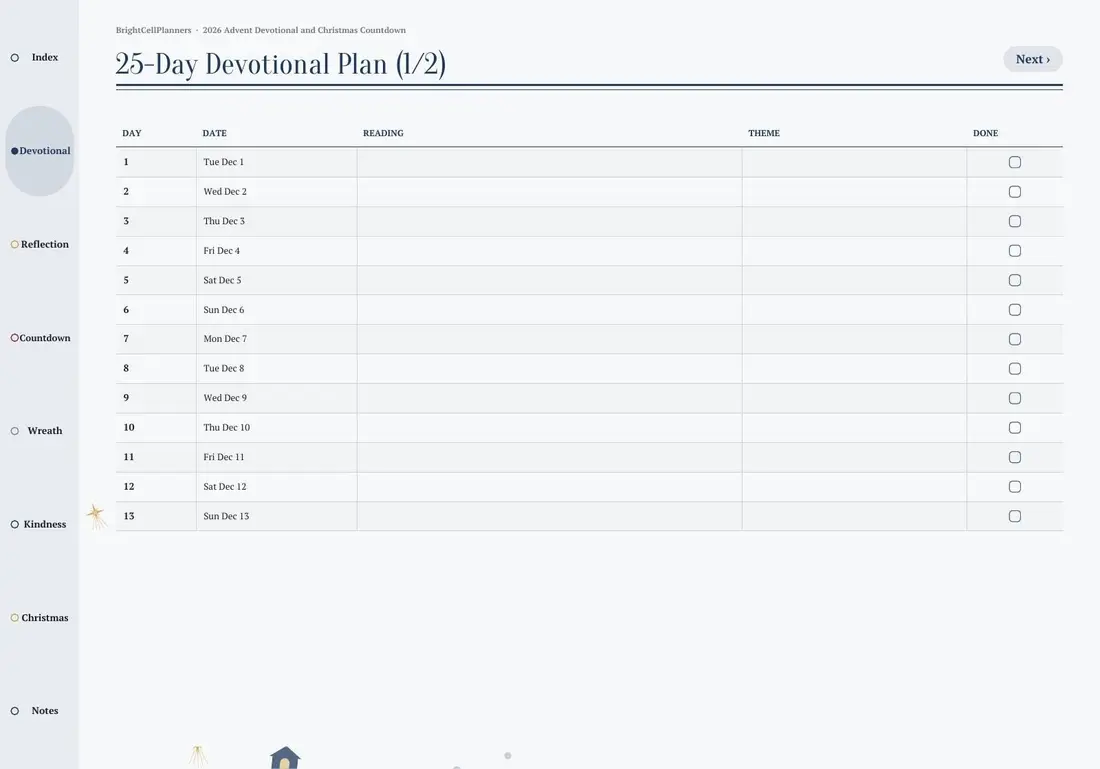 BrightCellPlanners · 2026 Advent Devotional and Christmas Countdown
25-Day Devotional Plan (1/2)
Next ›
Index
Devotional
Reflection
Countdown
Wreath
Kindness
Christmas
Notes
DAY DATE READING THEME DONE
1 Tue Dec 1
2 Wed Dec 2
3 Thu Dec 3
4 Fri Dec 4
5 Sat Dec 5
6 Sun Dec 6
7 Mon Dec 7
8 Tue Dec 8
9 Wed Dec 9
10 Thu Dec 10
11 Fri Dec 11
12 Sat Dec 12
13 Sun Dec 13